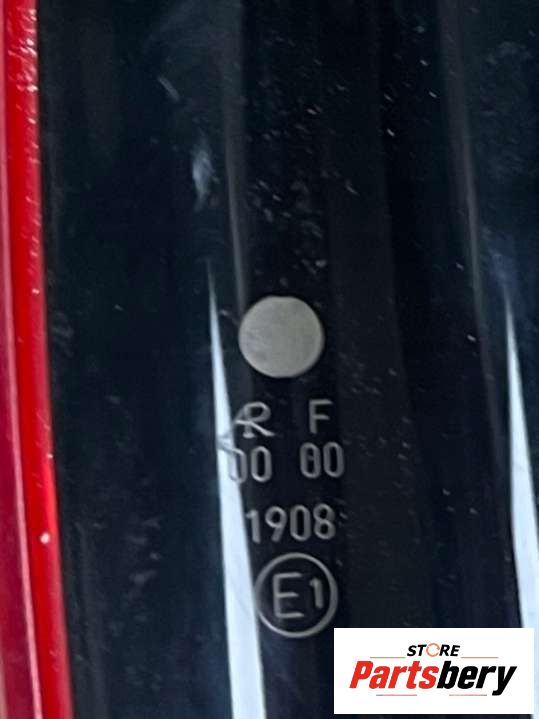 R F
00 00
1908
E1
STORE
Partsbery